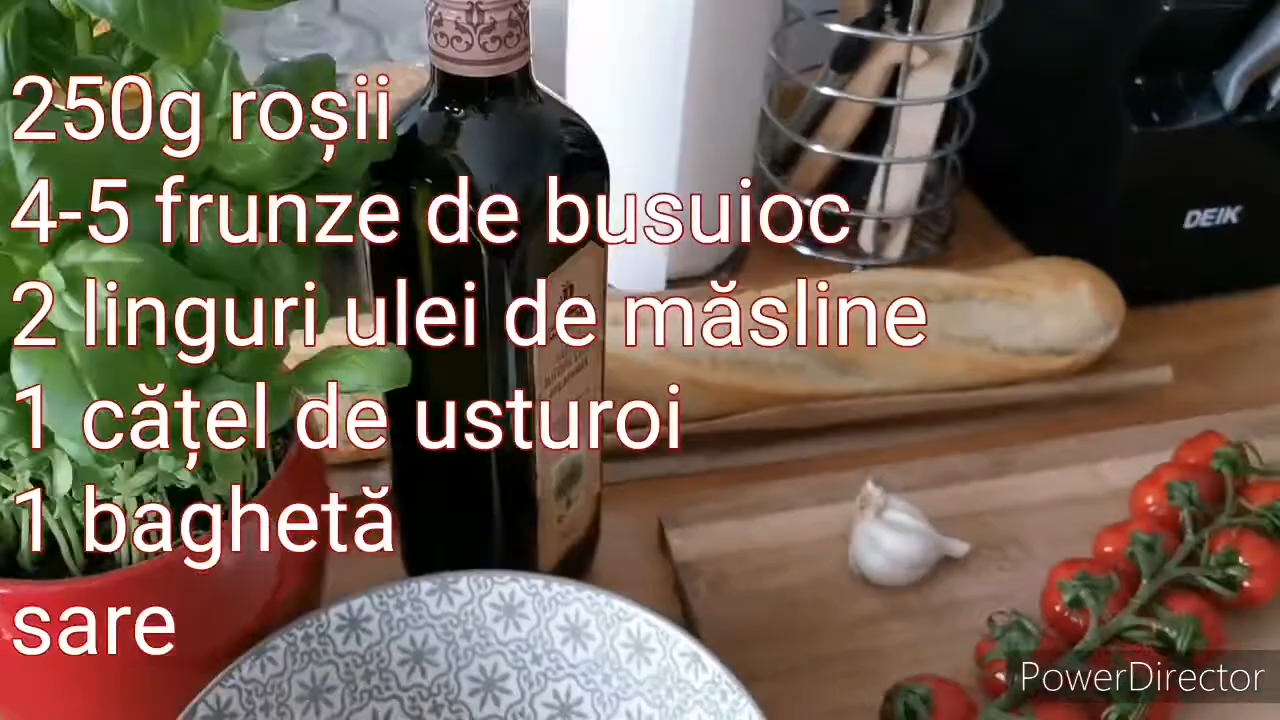 250g roșii
4-5 frunze de busuioc
2 linguri ulei de măsline
1 cățel de usturoi
1 baghetă
sare
DEIK
PowerDirector